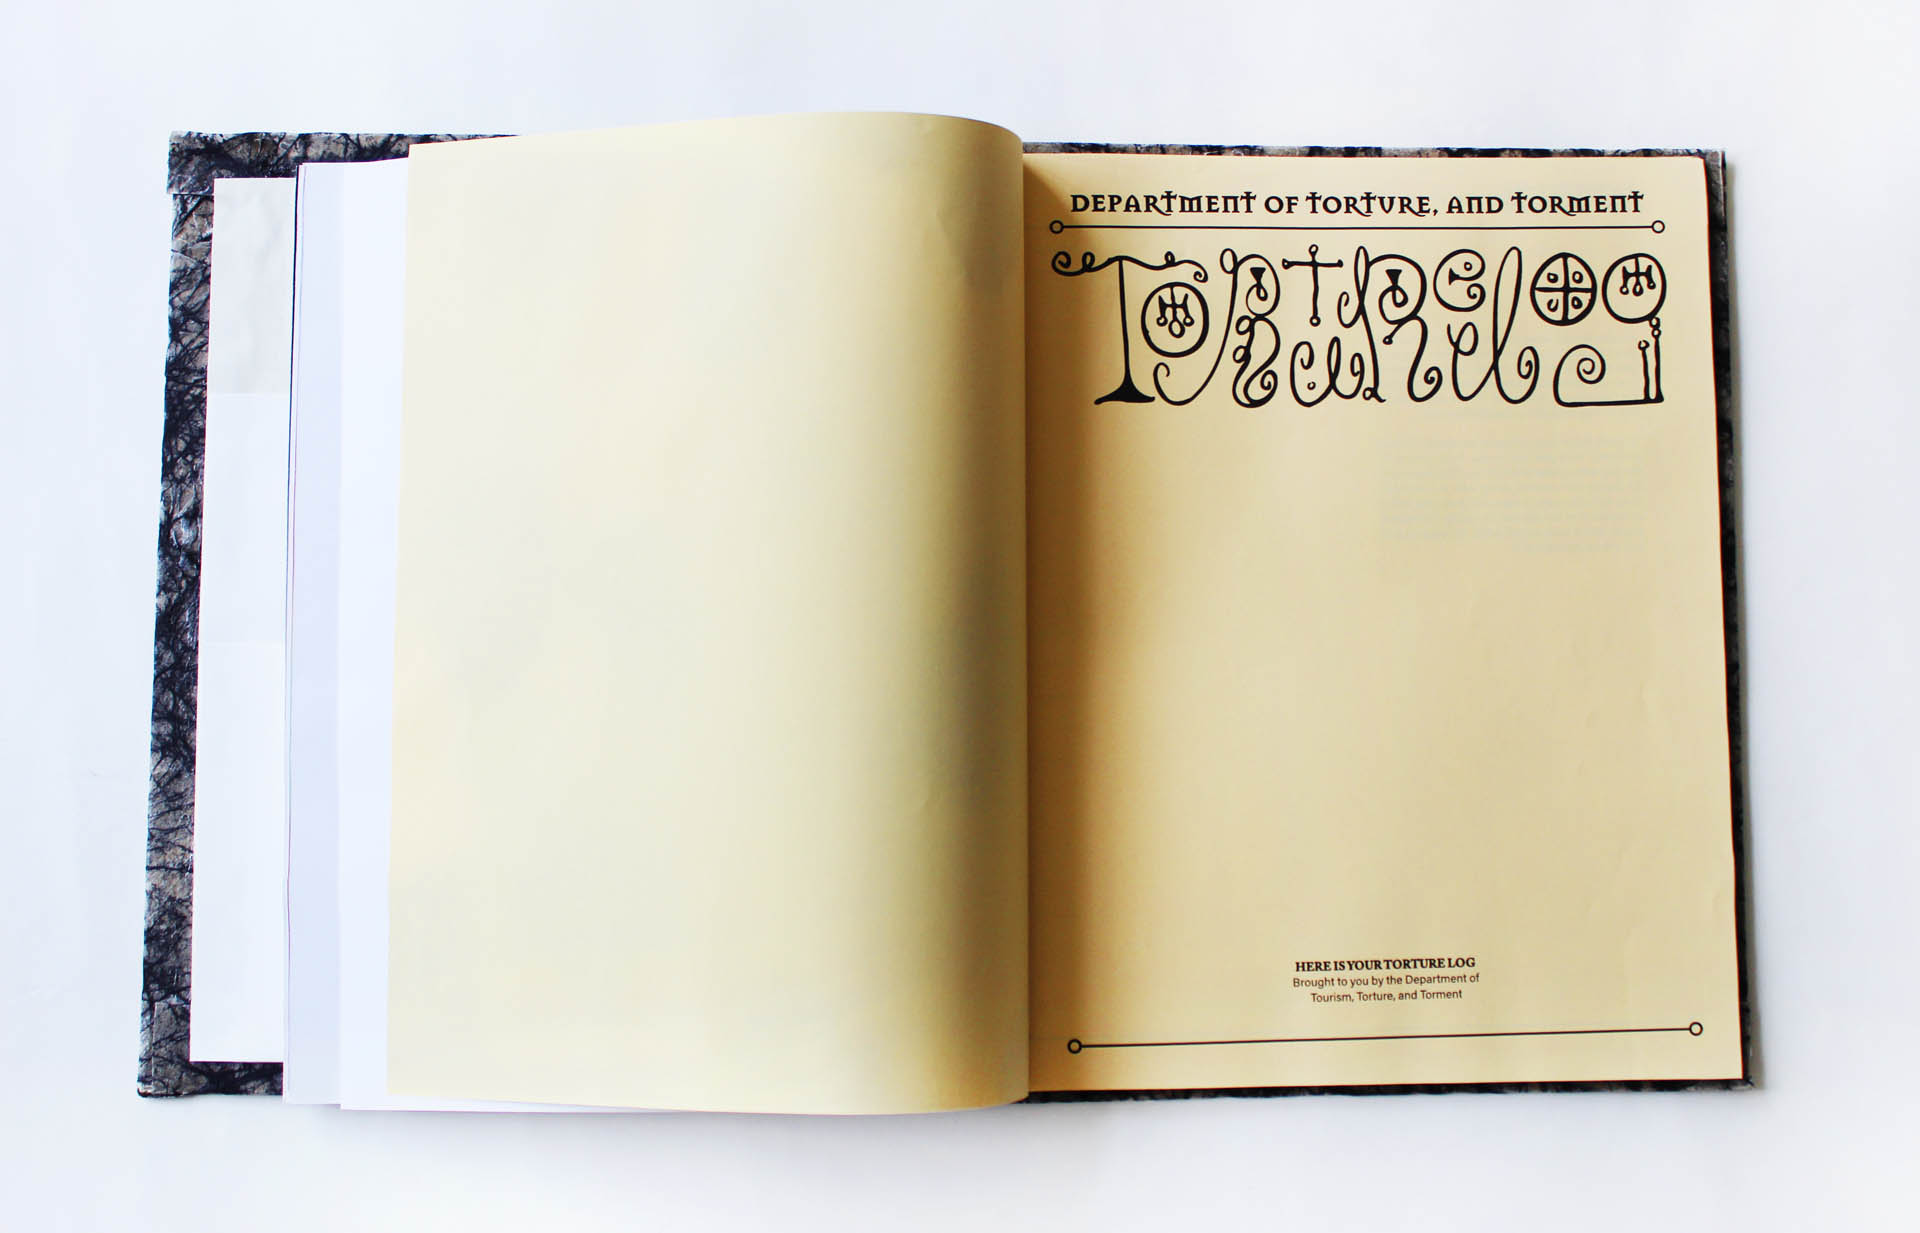 DEPARTMENT OF TORTURE, AND TORMENT
TORTURE LOG
HERE IS YOUR TORTURE LOG
Brought to you by the Department of
Tourism, Torture, and Torment